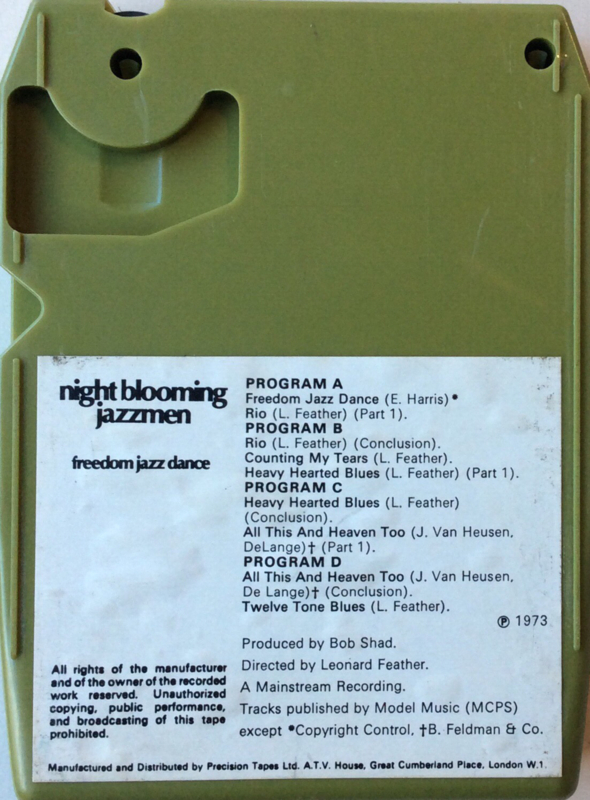 night blooming
jazzmen
freedom jazz dance
PROGRAM A
Freedom Jazz Dance (E. Harris)•
Rio (L. Feather) (Part 1).
PROGRAM B
Rio (L. Feather) (Conclusion).
Counting My Tears (L. Feather).
Heavy Hearted Blues (L. Feather) (Part 1).
PROGRAM C
Heavy Hearted Blues (L. Feather)
(Conclusion).
All This And Heaven Too (J. Van Heusen,
DeLange)† (Part 1).
PROGRAM D
All This And Heaven Too (J. Van Heusen,
De Lange)† (Conclusion).
Twelve Tone Blues (L. Feather).
℗ 1973
Produced by Bob Shad.
Directed by Leonard Feather.
A Mainstream Recording.
Tracks published by Model Music (MCPS)
except •Copyright Control, †B. Feldman & Co.
All rights of the manufacturer
and of the owner of the recorded
work reserved. Unauthorized
copying, public performance,
and broadcasting of this tape
prohibited.
Manufactured and Distributed by Precision Tapes Ltd. A.T.V. House, Great Cumberland Place, London W.1.